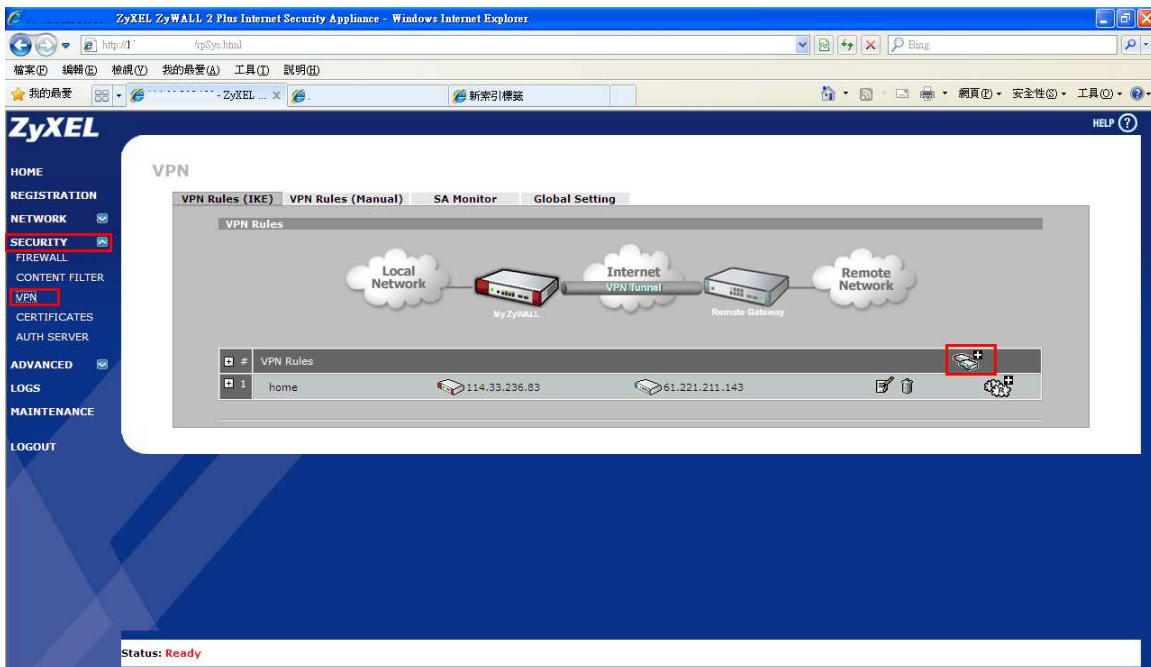 ZyXEL ZyWALL 2 Plus Internet Security Appliance - Windows Internet Explorer
http://1 /rpSys.html
Bing
檔案(F) 編輯(E) 檢視(V) 我的最愛(A) 工具(T) 說明(H)
我的最愛 - ZyXEL ... 新索引標籤 網頁(P) 安全性(S) 工具(O)
ZyXEL
HELP
HOME
REGISTRATION
NETWORK
SECURITY
FIREWALL
CONTENT FILTER
VPN
CERTIFICATES
AUTH SERVER
ADVANCED
LOGS
MAINTENANCE
LOGOUT
VPN
VPN Rules (IKE) VPN Rules (Manual) SA Monitor Global Setting
VPN Rules
Local Network
My ZyWALL
Internet
VPN Tunnel
Remote Gateway
Remote Network
# VPN Rules
1 home 114.33.236.83 61.221.211.143
Status: Ready